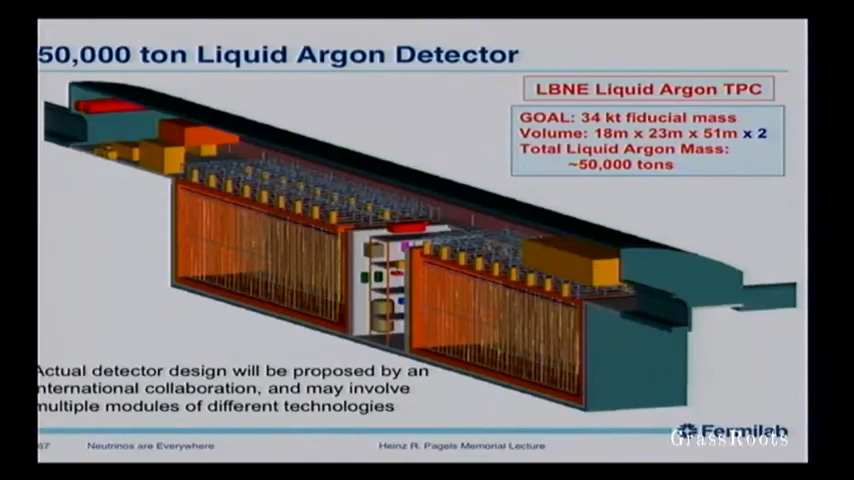 50,000 ton Liquid Argon Detector
LBNE Liquid Argon TPC
GOAL: 34 kt fiducial mass
Volume: 18m x 23m x 51m x 2
Total Liquid Argon Mass:
~50,000 tons
Actual detector design will be proposed by an
nternational collaboration, and may involve
multiple modules of different technologies
67
Neutrinos are Everywhere
Heinz R. Pagels Memorial Lecture
Fermilab
GrassRoots